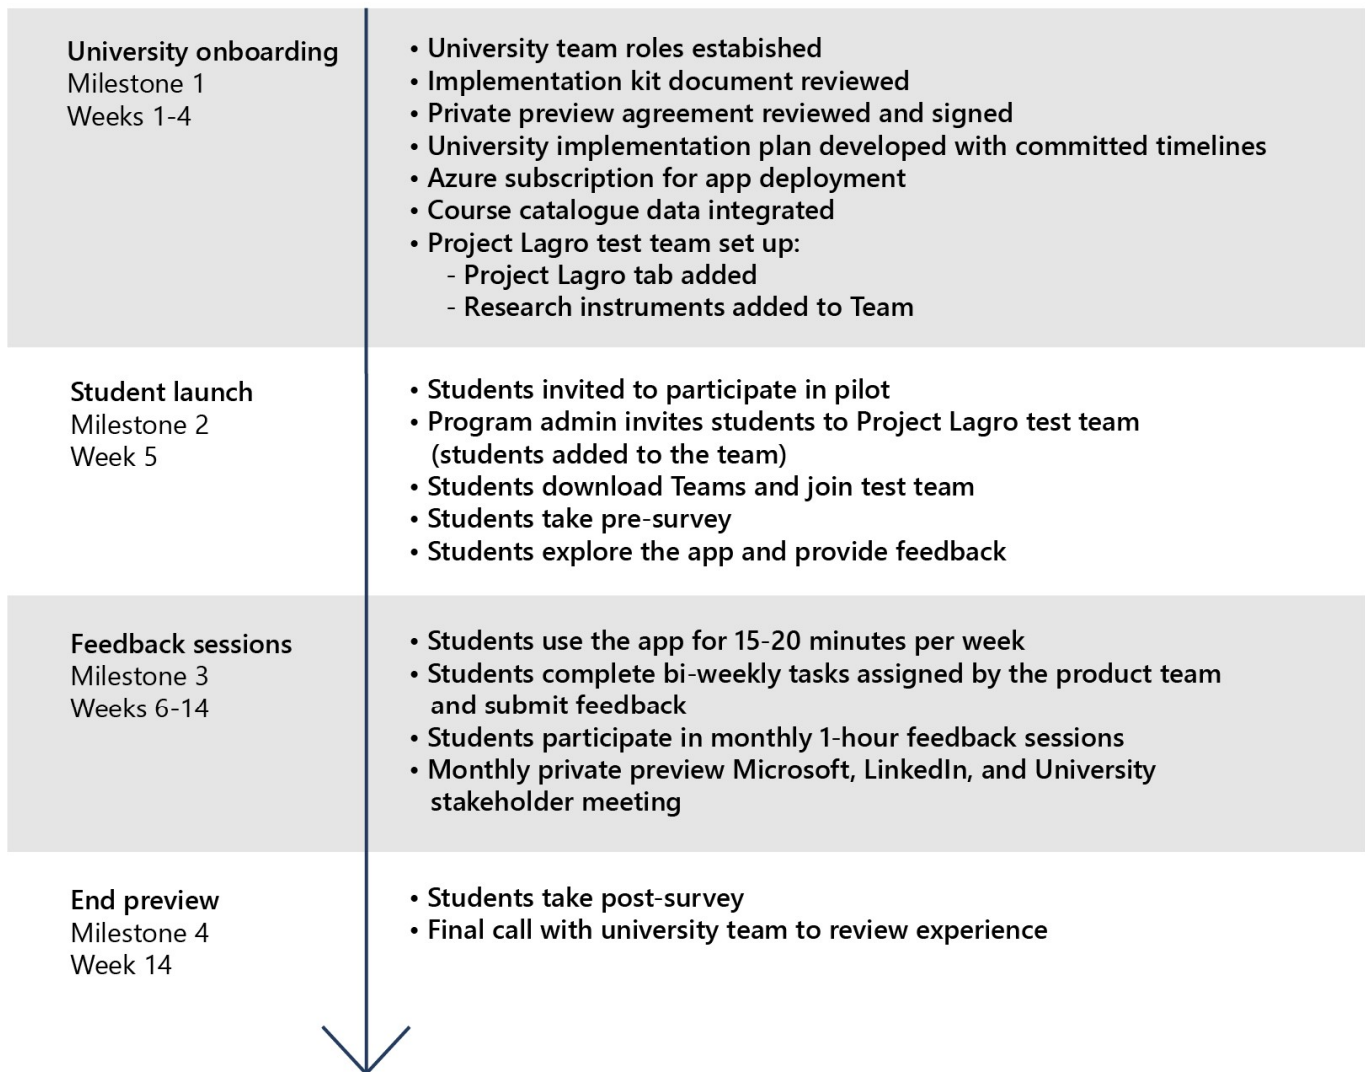 University onboarding
Milestone 1
Weeks 1-4
• University team roles estabished
• Implementation kit document reviewed
• Private preview agreement reviewed and signed
• University implementation plan developed with committed timelines
• Azure subscription for app deployment
• Course catalogue data integrated
• Project Lagro test team set up:
- Project Lagro tab added
- Research instruments added to Team
Student launch
Milestone 2
Week 5
• Students invited to participate in pilot
• Program admin invites students to Project Lagro test team
(students added to the team)
• Students download Teams and join test team
• Students take pre-survey
• Students explore the app and provide feedback
Feedback sessions
Milestone 3
Weeks 6-14
• Students use the app for 15-20 minutes per week
• Students complete bi-weekly tasks assigned by the product team
and submit feedback
• Students participate in monthly 1-hour feedback sessions
• Monthly private preview Microsoft, LinkedIn, and University
stakeholder meeting
End preview
Milestone 4
Week 14
• Students take post-survey
• Final call with university team to review experience